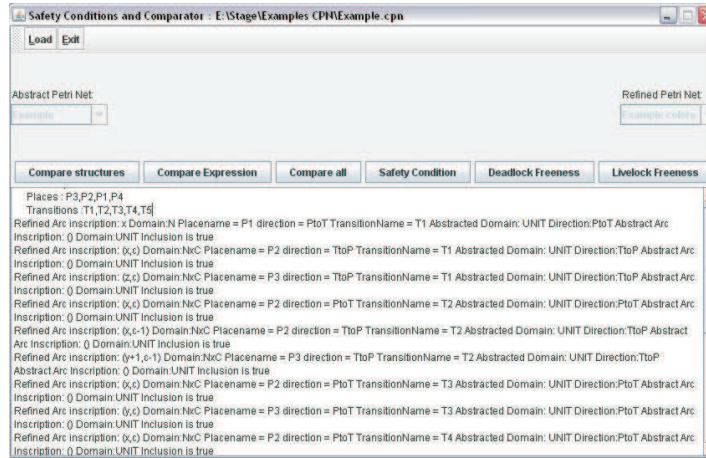 Safety Conditions and Comparator : E:\Stage\Examples CPN\Example.cpn
Load Exit
Abstract Petri Net:
Refined Petri Net:
Example
Example colore
Compare structures Compare Expression Compare all Safety Condition Deadlock Freeness Livelock Freeness
Places : P3,P2,P1,P4
Transitions :T1,T2,T3,T4,T5
Refined Arc inscription: x Domain:N Placename = P1 direction = PtoT TransitionName = T1 Abstracted Domain: UNIT Direction:PtoT Abstract Arc
Inscription: () Domain:UNIT Inclusion is true
Refined Arc inscription: (x,c) Domain:NxC Placename = P2 direction = TtoP TransitionName = T1 Abstracted Domain: UNIT Direction:TtoP Abstract Arc
Inscription: () Domain:UNIT Inclusion is true
Refined Arc inscription: (z,c) Domain:NxC Placename = P3 direction = TtoP TransitionName = T1 Abstracted Domain: UNIT Direction:TtoP Abstract Arc
Inscription: () Domain:UNIT Inclusion is true
Refined Arc inscription: (x,c) Domain:NxC Placename = P2 direction = PtoT TransitionName = T2 Abstracted Domain: UNIT Direction:PtoT Abstract Arc
Inscription: () Domain:UNIT Inclusion is true
Refined Arc inscription: (x,c-1) Domain:NxC Placename = P2 direction = TtoP TransitionName = T2 Abstracted Domain: UNIT Direction:TtoP Abstract
Arc Inscription: () Domain:UNIT Inclusion is true
Refined Arc inscription: (y+1,c-1) Domain:NxC Placename = P3 direction = TtoP TransitionName = T2 Abstracted Domain: UNIT Direction:TtoP
Abstract Arc Inscription: () Domain:UNIT Inclusion is true
Refined Arc inscription: (x,c) Domain:NxC Placename = P2 direction = PtoT TransitionName = T3 Abstracted Domain: UNIT Direction:PtoT Abstract Arc
Inscription: () Domain:UNIT Inclusion is true
Refined Arc inscription: (y,c) Domain:NxC Placename = P3 direction = PtoT TransitionName = T3 Abstracted Domain: UNIT Direction:PtoT Abstract Arc
Inscription: () Domain:UNIT Inclusion is true
Refined Arc inscription: (x,c) Domain:NxC Placename = P2 direction = PtoT TransitionName = T4 Abstracted Domain: UNIT Direction:PtoT Abstract Arc
Inscription: () Domain:UNIT Inclusion is true